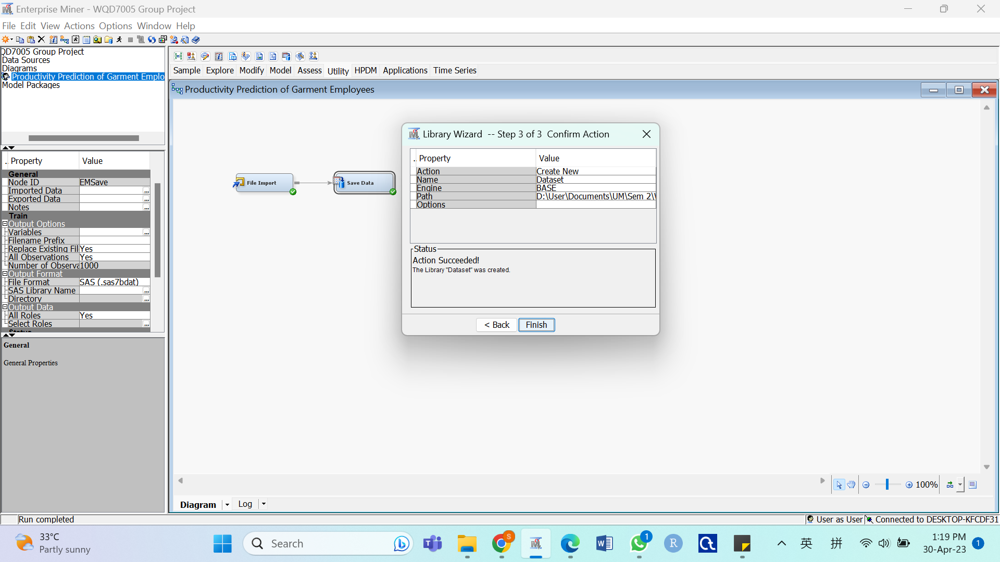 Enterprise Miner - WQD7005 Group Project
File Edit View Actions Options Window Help
QD7005 Group Project
Data Sources
Diagrams
Productivity Prediction of Garment Emplo
Model Packages
Sample Explore Modify Model Assess Utility HPDM Applications Time Series
Productivity Prediction of Garment Employees
. Property Value
General
Node ID EMSave
Imported Data ...
Exported Data ...
Notes ...
Train
Output Options
Variables ...
Filename Prefix
Replace Existing Fil Yes
All Observations Yes
Number of Observa 1000
Output Format
File Format SAS (.sas7bdat)
SAS Library Name ...
Directory ...
Output Data
All Roles Yes
Select Roles ...
Status
General
General Properties
File Import
Save Data
Library Wizard -- Step 3 of 3 Confirm Action
. Property Value
Action Create New
Name Dataset
Engine BASE
Path D:\User\Documents\UM\Sem 2\
Options
Status
Action Succeeded!
The Library "Dataset" was created.
< Back Finish
100%
Diagram Log
Run completed
User as User Connected to DESKTOP-KFCDF31
33°C
Partly sunny
Search
S
1
R
英 拼
1:19 PM
30-Apr-23
1